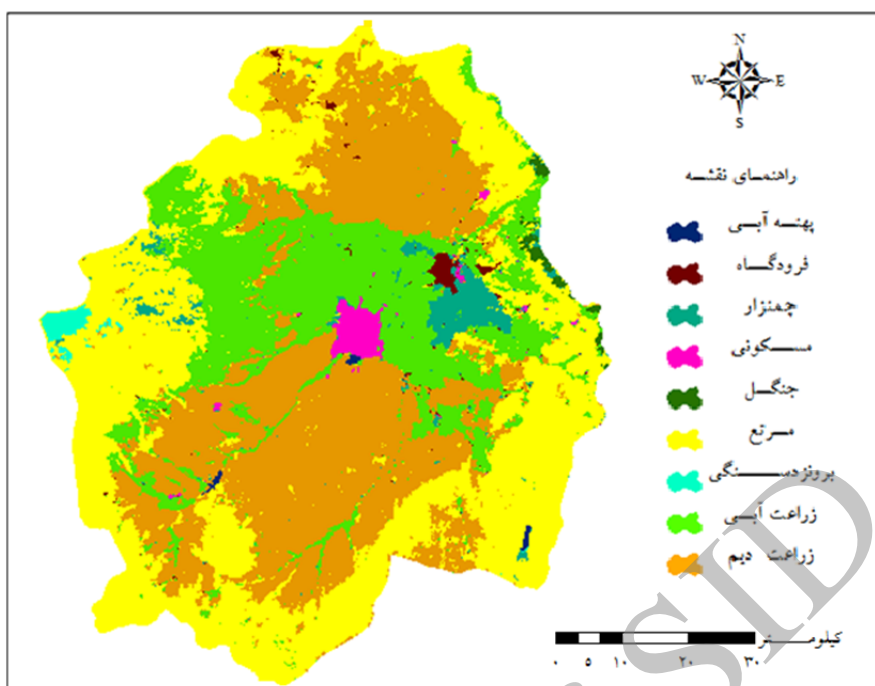 N
W E
S
راهنمای نقشه
پهنه آبی
فرودگاه
چمنزار
مسکونی
جنگل
مرتع
برونزدسنگی
زراعت آبی
زراعت دیم
کیلومتر
۰ ۵ ۱۰ ۲۰ ۳۰
SID